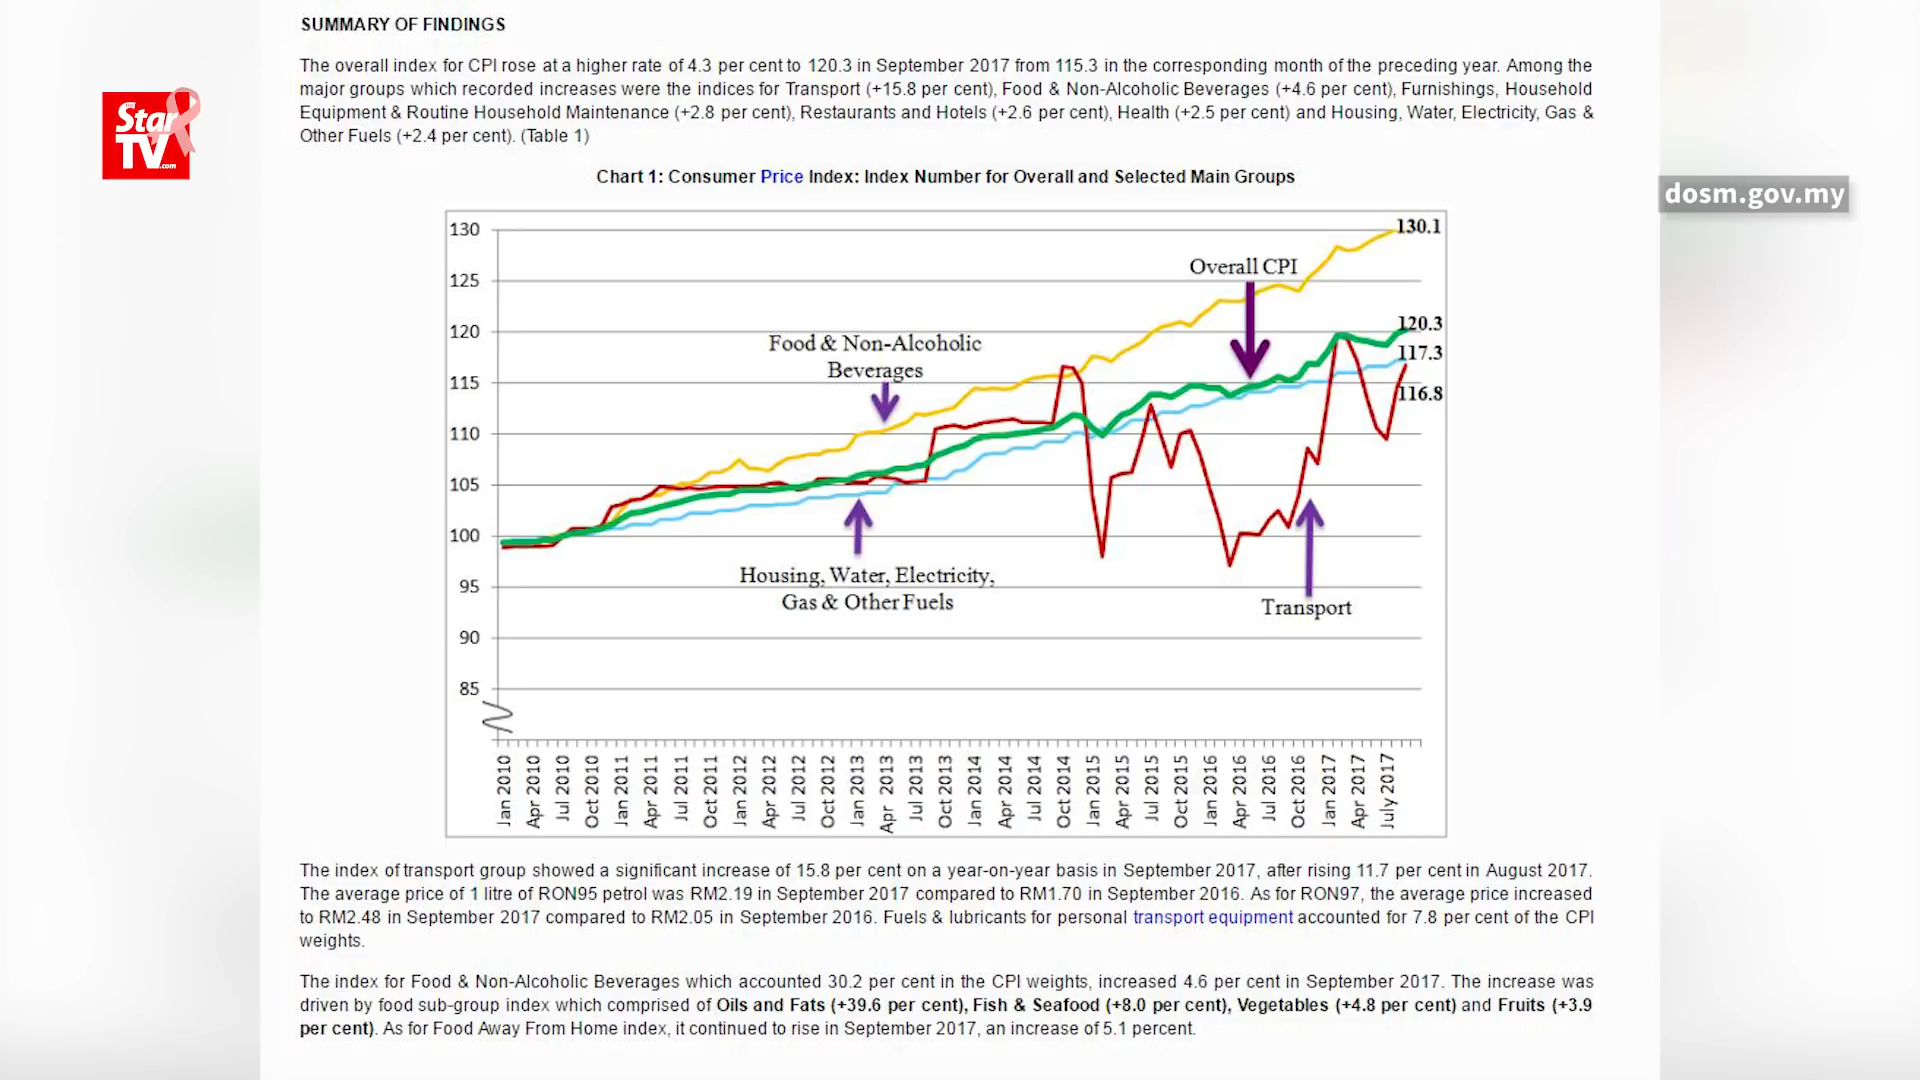 SUMMARY OF FINDINGS
The overall index for CPI rose at a higher rate of 4.3 per cent to 120.3 in September 2017 from 115.3 in the corresponding month of the preceding year. Among the
major groups which recorded increases were the indices for Transport (+15.8 per cent), Food & Non-Alcoholic Beverages (+4.6 per cent), Furnishings, Household
Equipment & Routine Household Maintenance (+2.8 per cent), Restaurants and Hotels (+2.6 per cent), Health (+2.5 per cent) and Housing, Water, Electricity, Gas &
Other Fuels (+2.4 per cent). (Table 1)
Star
TV.com
dosm.gov.my
Chart 1: Consumer Price Index: Index Number for Overall and Selected Main Groups
130
125
120
115
110
105
100
95
90
85
130.1
120.3
117.3
116.8
Overall CPI
Food & Non-Alcoholic
Beverages
Housing, Water, Electricity,
Gas & Other Fuels
Transport
Jan 2010
Apr 2010
Jul 2010
Oct 2010
Jan 2011
Apr 2011
Jul 2011
Oct 2011
Jan 2012
Apr 2012
Jul 2012
Oct 2012
Jan 2013
Apr 2013
Jul 2013
Oct 2013
Jan 2014
Apr 2014
Jul 2014
Oct 2014
Jan 2015
Apr 2015
Jul 2015
Oct 2015
Jan 2016
Apr 2016
Jul 2016
Oct 2016
Jan 2017
Apr 2017
July 2017
The index of transport group showed a significant increase of 15.8 per cent on a year-on-year basis in September 2017, after rising 11.7 per cent in August 2017.
The average price of 1 litre of RON95 petrol was RM2.19 in September 2017 compared to RM1.70 in September 2016. As for RON97, the average price increased
to RM2.48 in September 2017 compared to RM2.05 in September 2016. Fuels & lubricants for personal transport equipment accounted for 7.8 per cent of the CPI
weights.
The index for Food & Non-Alcoholic Beverages which accounted 30.2 per cent in the CPI weights, increased 4.6 per cent in September 2017. The increase was
driven by food sub-group index which comprised of Oils and Fats (+39.6 per cent), Fish & Seafood (+8.0 per cent), Vegetables (+4.8 per cent) and Fruits (+3.9
per cent). As for Food Away From Home index, it continued to rise in September 2017, an increase of 5.1 percent.